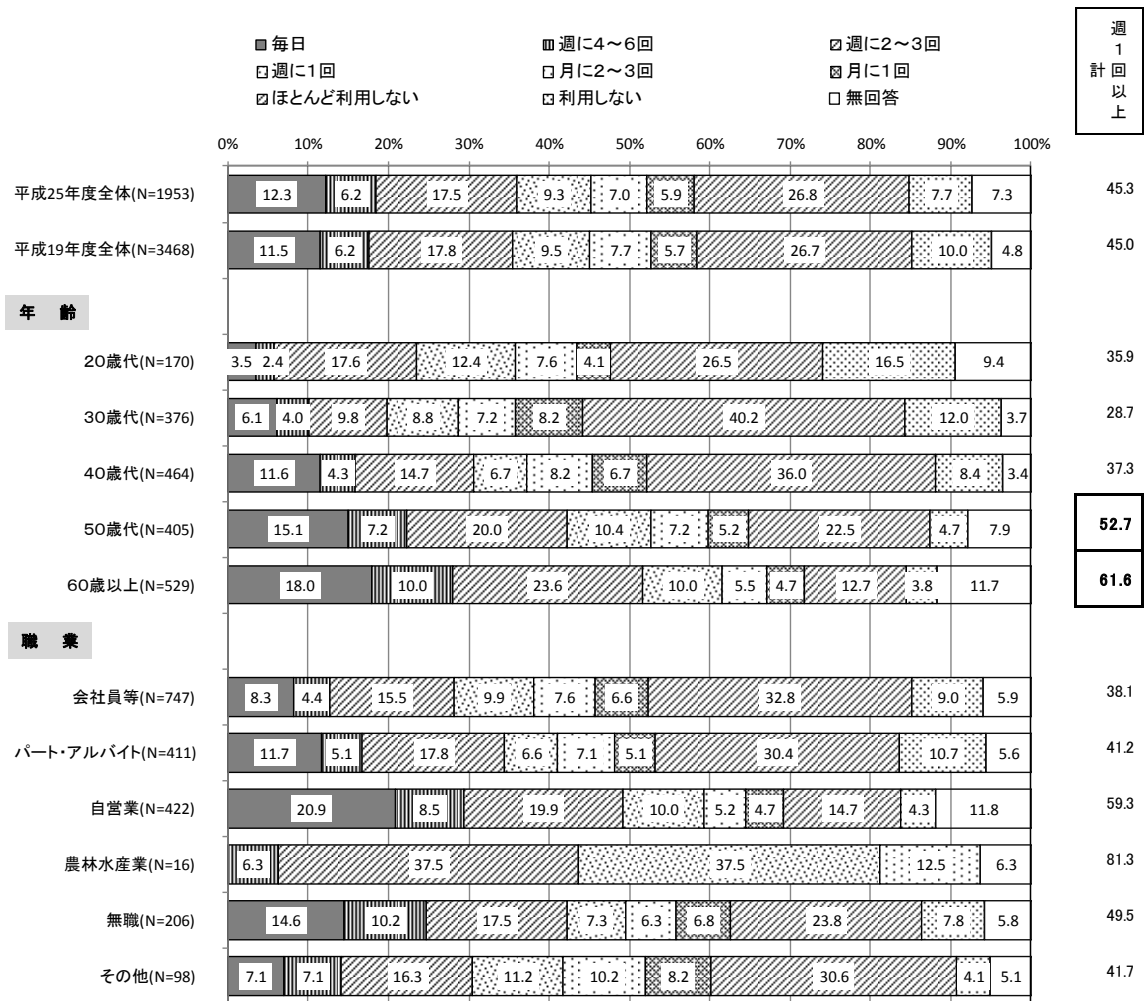 ■毎日 週に4～6回 週に2～3回
週に1回 月に2～3回 月に1回
ほとんど利用しない 利用しない 無回答
週1回以上計
0% 10% 20% 30% 40% 50% 60% 70% 80% 90% 100%
平成25年度全体(N=1953) 12.3 6.2 17.5 9.3 7.0 5.9 26.8 7.7 7.3 45.3
平成19年度全体(N=3468) 11.5 6.2 17.8 9.5 7.7 5.7 26.7 10.0 4.8 45.0
年 齢
20歳代(N=170) 3.5 2.4 17.6 12.4 7.6 4.1 26.5 16.5 9.4 35.9
30歳代(N=376) 6.1 4.0 9.8 8.8 7.2 8.2 40.2 12.0 3.7 28.7
40歳代(N=464) 11.6 4.3 14.7 6.7 8.2 6.7 36.0 8.4 3.4 37.3
50歳代(N=405) 15.1 7.2 20.0 10.4 7.2 5.2 22.5 4.7 7.9 52.7
60歳以上(N=529) 18.0 10.0 23.6 10.0 5.5 4.7 12.7 3.8 11.7 61.6
職 業
会社員等(N=747) 8.3 4.4 15.5 9.9 7.6 6.6 32.8 9.0 5.9 38.1
パート・アルバイト(N=411) 11.7 5.1 17.8 6.6 7.1 5.1 30.4 10.7 5.6 41.2
自営業(N=422) 20.9 8.5 19.9 10.0 5.2 4.7 14.7 4.3 11.8 59.3
農林水産業(N=16) 6.3 37.5 37.5 12.5 6.3 81.3
無職(N=206) 14.6 10.2 17.5 7.3 6.3 6.8 23.8 7.8 5.8 49.5
その他(N=98) 7.1 7.1 16.3 11.2 10.2 8.2 30.6 4.1 5.1 41.7